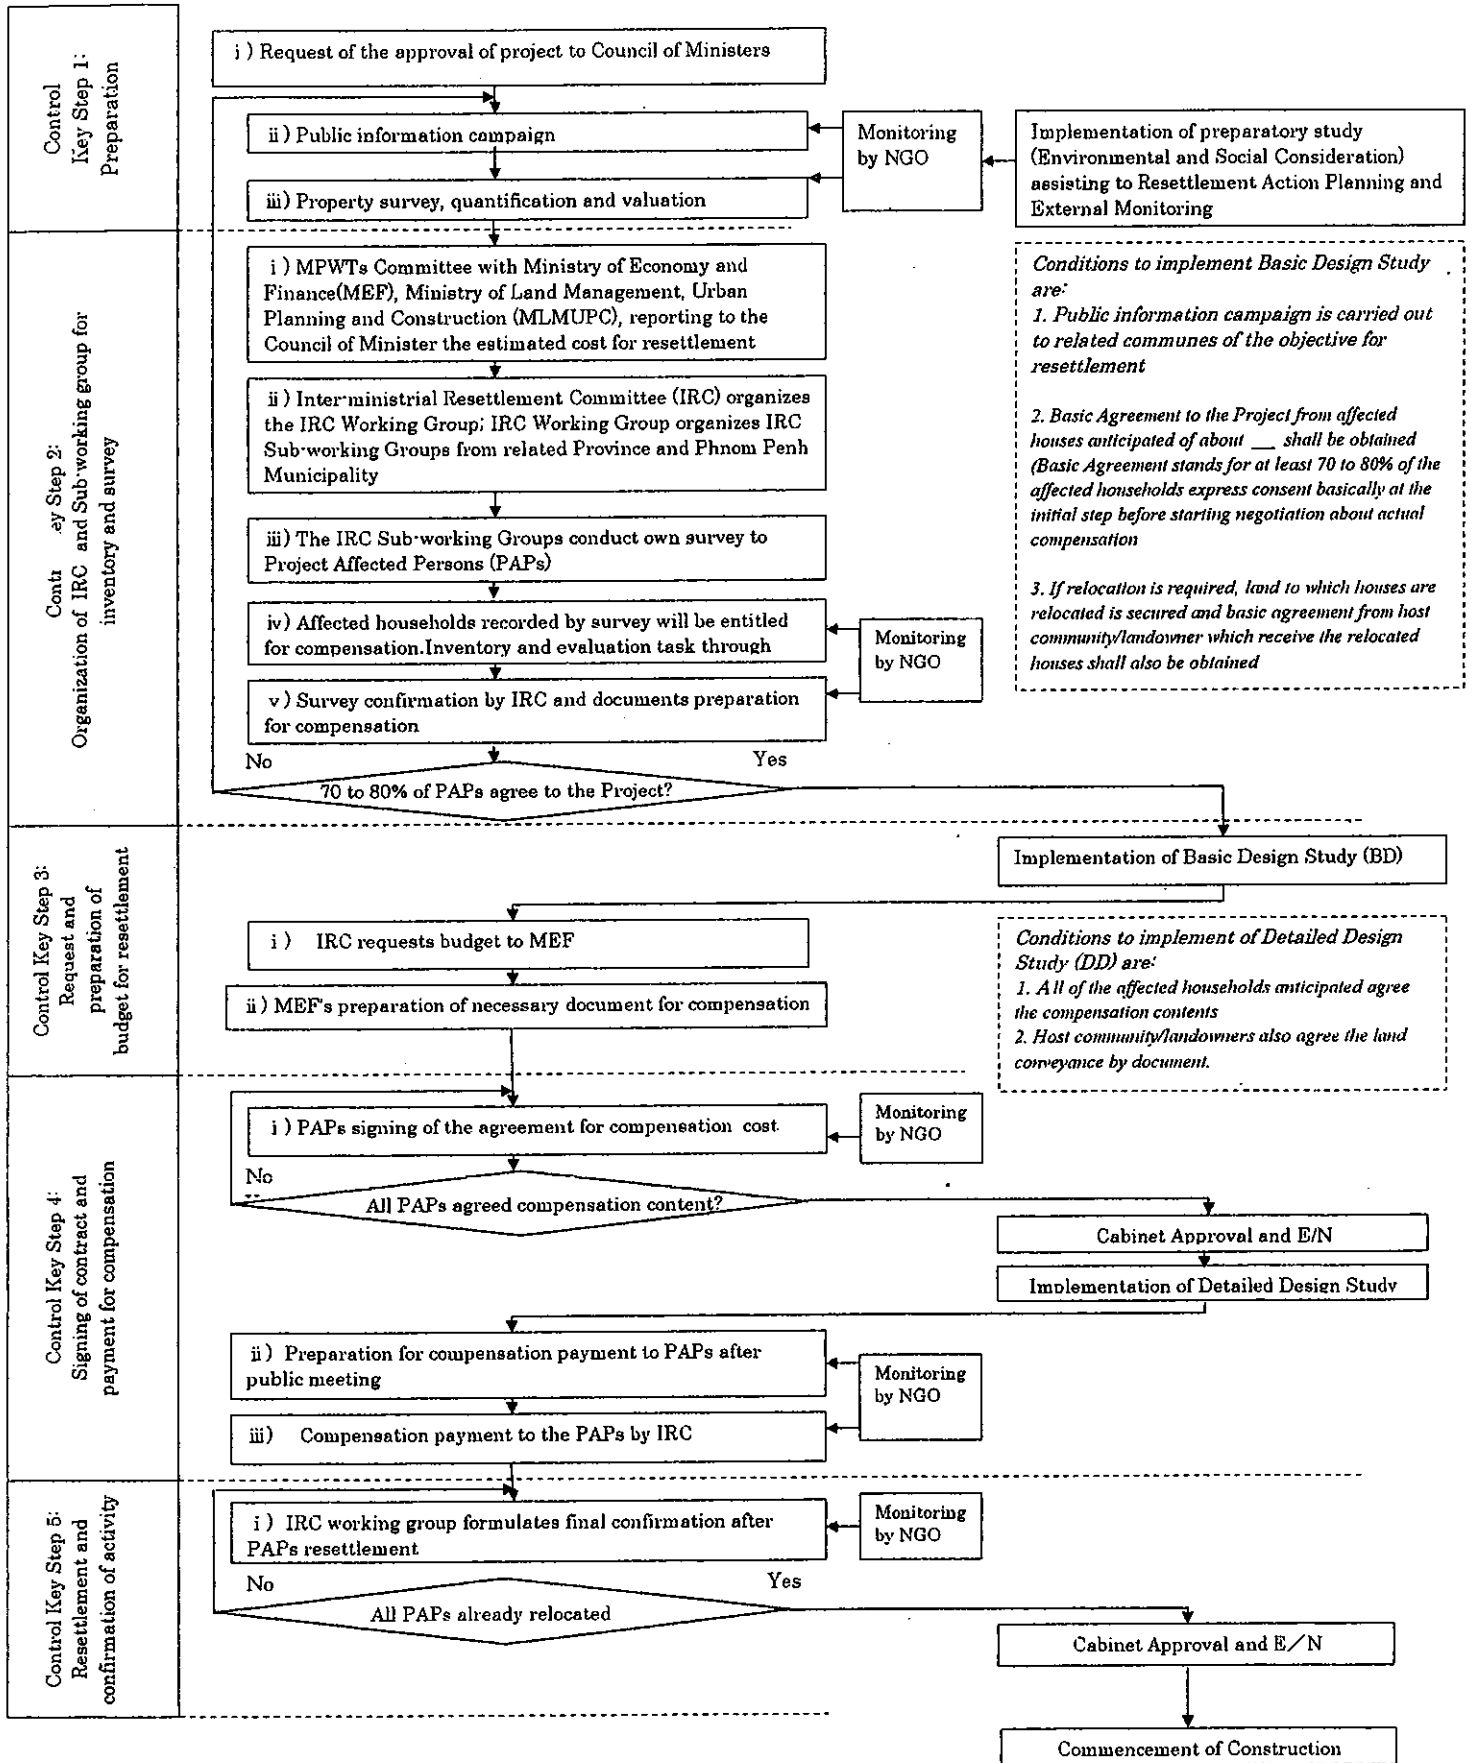 Control
Key Step 1:
Preparation
i ) Request of the approval of project to Council of Ministers
ii ) Public information campaign
iii) Property survey, quantification and valuation
Monitoring
by NGO
Implementation of preparatory study
(Environmental and Social Consideration)
assisting to Resettlement Action Planning and
External Monitoring
ey Step 2:
Organization of IRC and Sub-working group for
inventory and survey
i ) MPWTs Committee with Ministry of Economy and
Finance(MEF), Ministry of Land Management, Urban
Planning and Construction (MLMUPC), reporting to the
Council of Minister the estimated cost for resettlement
ii ) Inter-ministrial Resettlement Committee (IRC) organizes
the IRC Working Group; IRC Working Group organizes IRC
Sub-working Groups from related Province and Phnom Penh
Municipality
iii) The IRC Sub-working Groups conduct own survey to
Project Affected Persons (PAPs)
iv) Affected households recorded by survey will be entitled
for compensation.Inventory and evaluation task through
v ) Survey confirmation by IRC and documents preparation
for compensation
Monitoring
by NGO
No
Yes
70 to 80% of PAPs agree to the Project?
Conditions to implement Basic Design Study
are:
1. Public information campaign is carried out
to related communes of the objective for
resettlement
2. Basic Agreement to the Project from affected
houses anticipated of about __ shall be obtained
(Basic Agreement stands for at least 70 to 80% of the
affected households express consent basically at the
initial step before starting negotiation about actual
compensation
3. If relocation is required, land to which houses are
relocated is secured and basic agreement from host
community/landowner which receive the relocated
houses shall also be obtained
Control Key Step 3:
Request and
preparation of
budget for resettlement
Implementation of Basic Design Study (BD)
i ) IRC requests budget to MEF
ii ) MEF's preparation of necessary document for compensation
Conditions to implement of Detailed Design
Study (DD) are:
1. All of the affected households anticipated agree
the compensation contents
2. Host community/landowners also agree the land
conveyance by document.
Control Key Step 4:
Signing of contract and
payment for compensation
i ) PAPs signing of the agreement for compensation cost
Monitoring
by NGO
No
All PAPs agreed compensation content?
Cabinet Approval and E/N
Implementation of Detailed Design Study
ii ) Preparation for compensation payment to PAPs after
public meeting
iii) Compensation payment to the PAPs by IRC
Monitoring
by NGO
Control Key Step 5:
Resettlement and
confirmation of activity
i ) IRC working group formulates final confirmation after
PAPs resettlement
Monitoring
by NGO
No
Yes
All PAPs already relocated
Cabinet Approval and E/N
Commencement of Construction